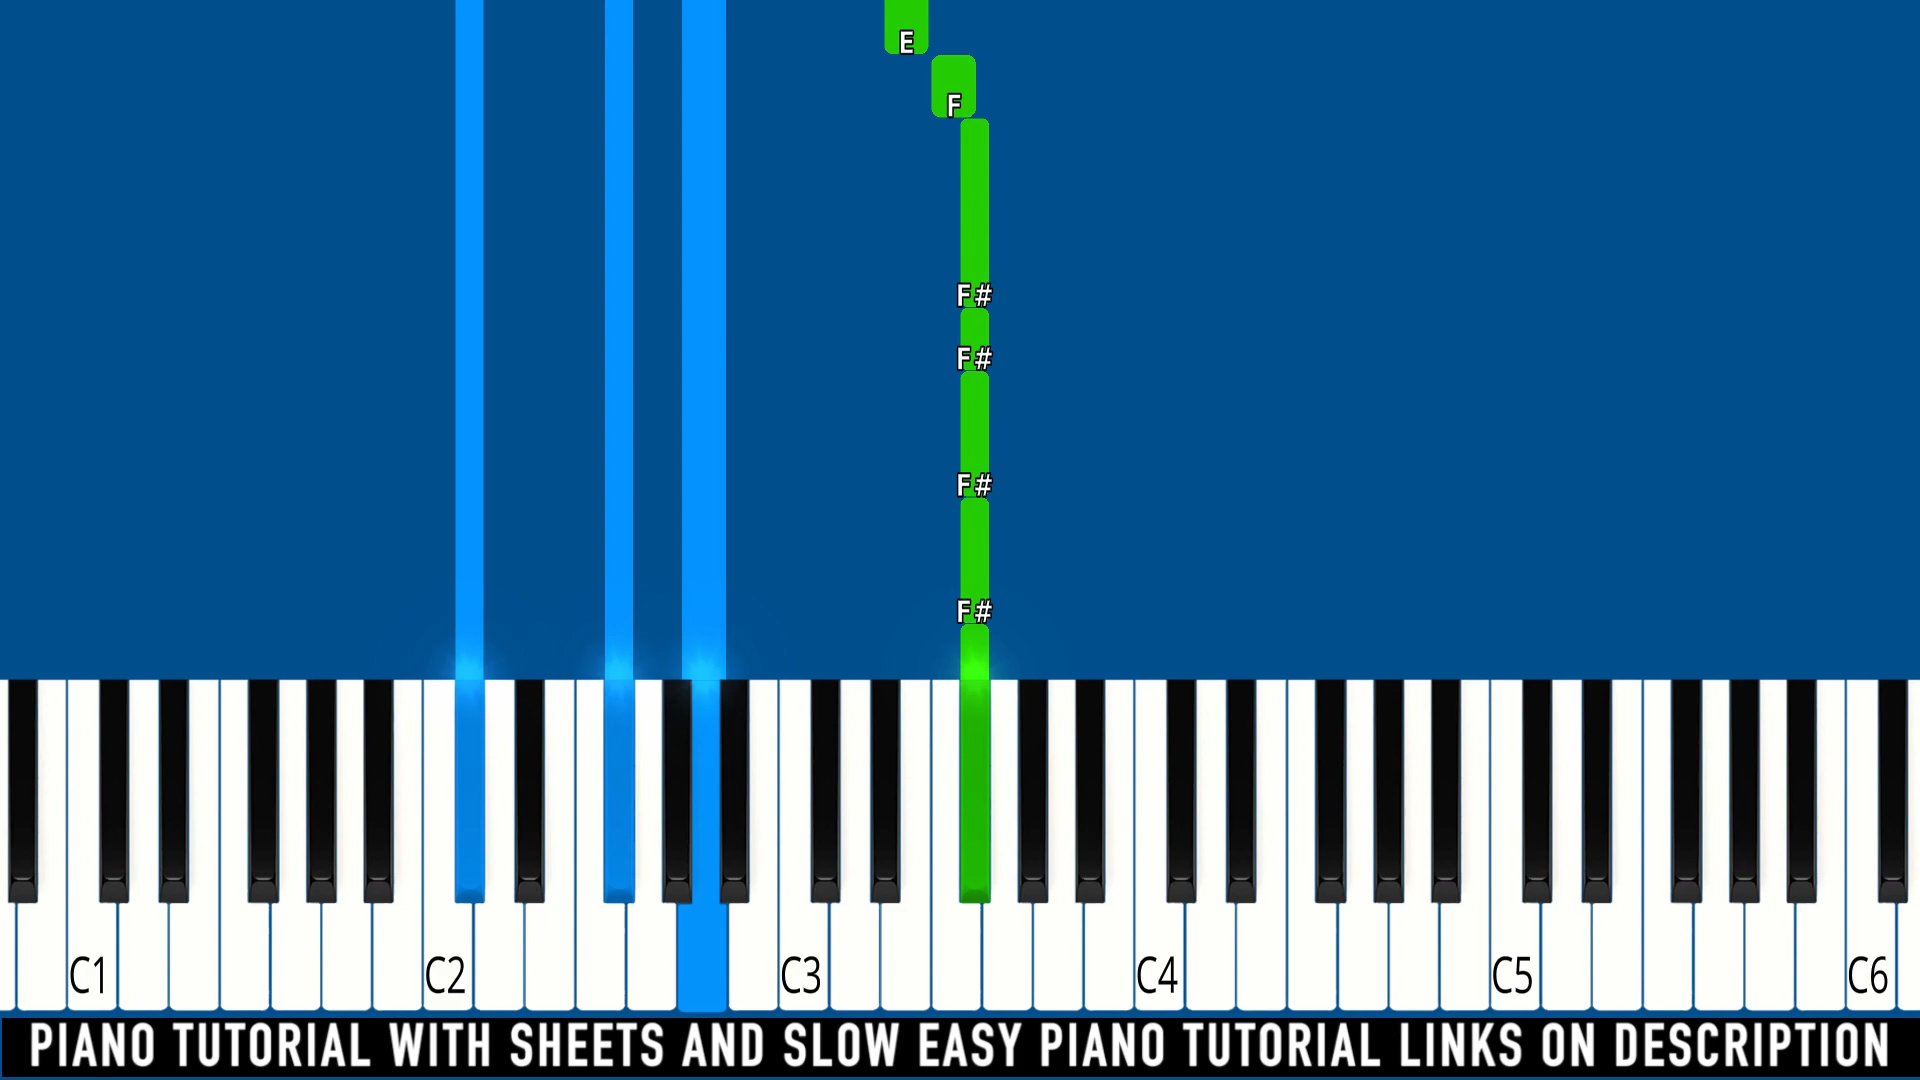 E
F
F#
F#
F#
F#
C1 C2 C3 C4 C5 C6
PIANO TUTORIAL WITH SHEETS AND SLOW EASY PIANO TUTORIAL LINKS ON DESCRIPTION